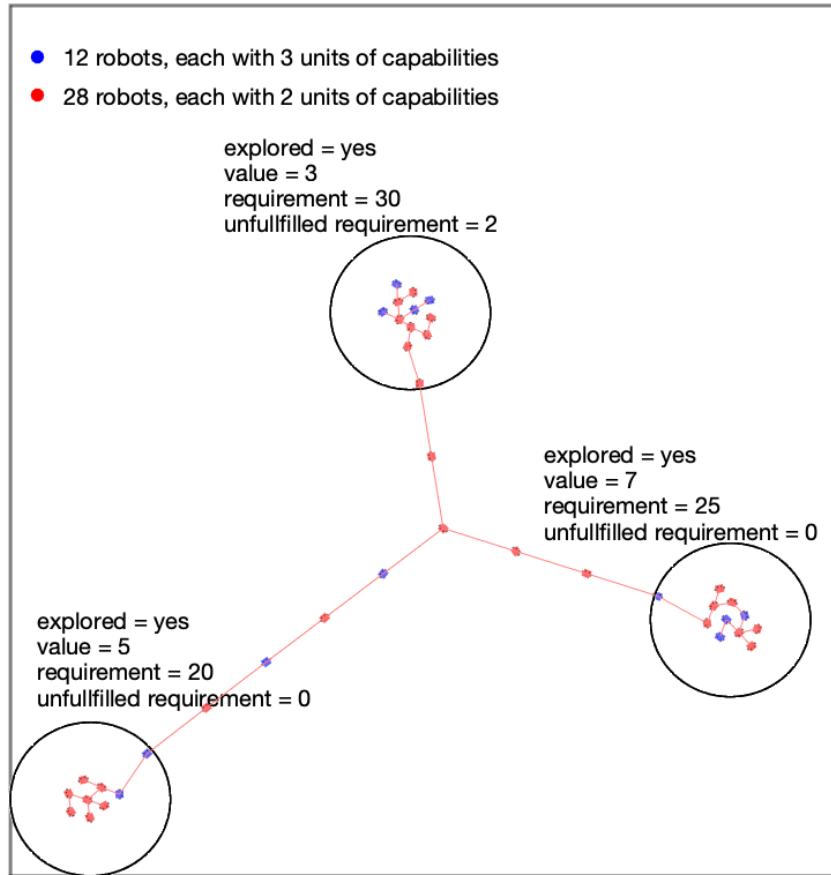 12 robots, each with 3 units of capabilities
28 robots, each with 2 units of capabilities
explored = yes
value = 3
requirement = 30
unfullfilled requirement = 2
explored = yes
value = 7
requirement = 25
unfullfilled requirement = 0
explored = yes
value = 5
requirement = 20
unfullfilled requirement = 0